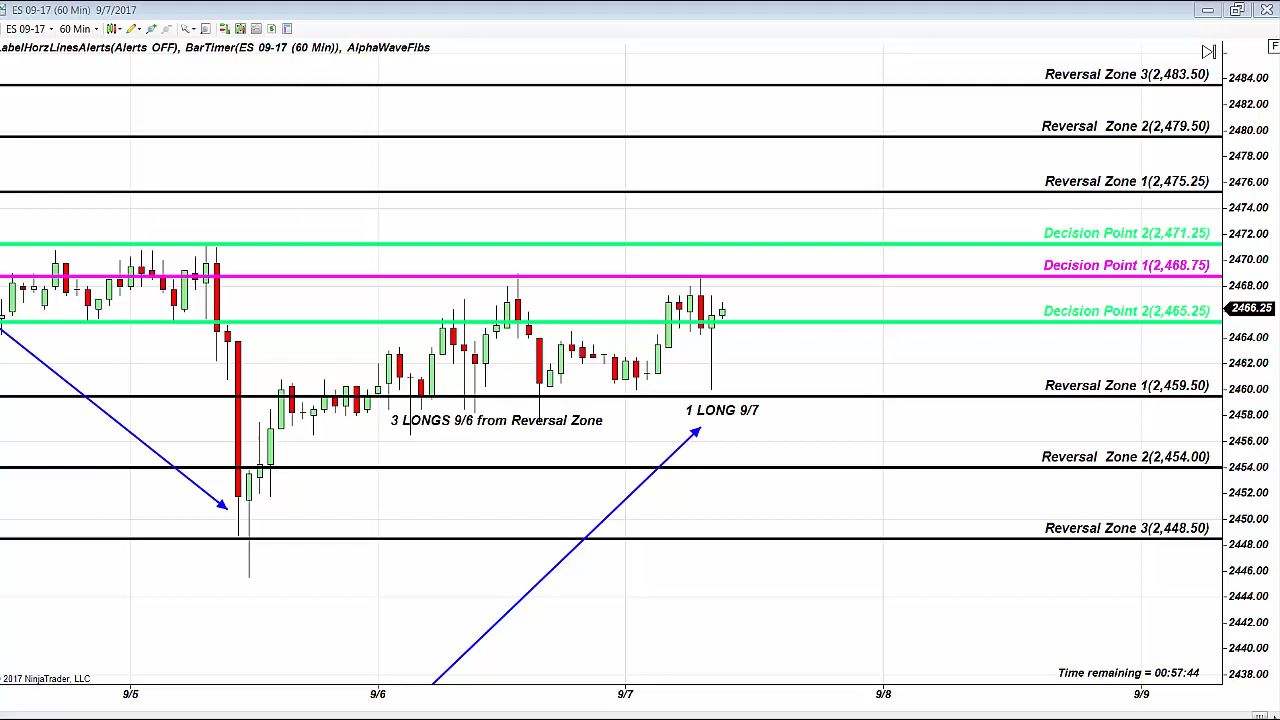 ES 09-17 (60 Min) 9/7/2017
ES 09-17 60 Min
LabelHorzLinesAlerts(Alerts OFF), BarTimer(ES 09-17 (60 Min)), AlphaWaveFibs
F
Reversal Zone 3(2,483.50)
2484.00
2482.00
Reversal Zone 2(2,479.50)
2480.00
2478.00
Reversal Zone 1(2,475.25)
2476.00
2474.00
Decision Point 2(2,471.25)
2472.00
Decision Point 1(2,468.75)
2470.00
2468.00
Decision Point 2(2,465.25)
2466.25
2464.00
2462.00
Reversal Zone 1(2,459.50)
2460.00
1 LONG 9/7
3 LONGS 9/6 from Reversal Zone
2458.00
2456.00
Reversal Zone 2(2,454.00)
2454.00
2452.00
2450.00
Reversal Zone 3(2,448.50)
2448.00
2446.00
2444.00
2442.00
2440.00
2438.00
© 2017 NinjaTrader, LLC
Time remaining = 00:57:44
9/5 9/6 9/7 9/8 9/9